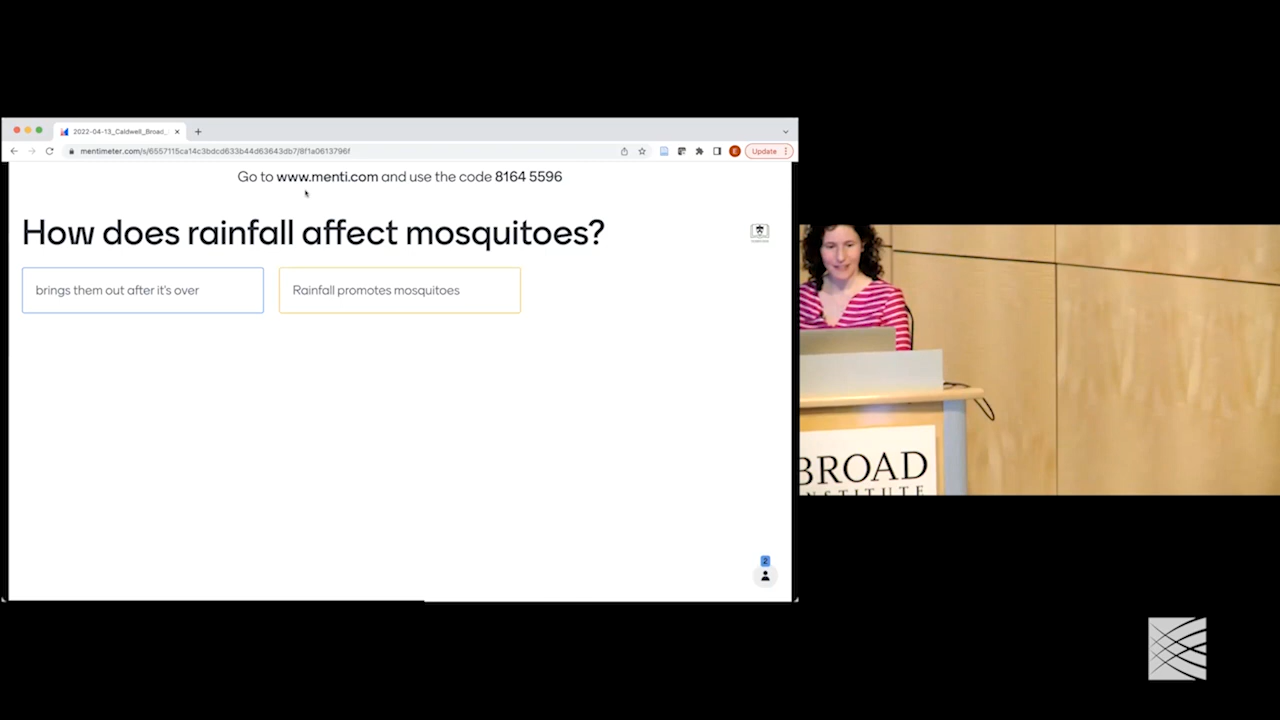 2022-04-13_Caldwell_Broad_
mentimeter.com/s/6557115ca14c3bdcd633b44d63643db7/8f1a0613796f
E
Update
Go to www.menti.com and use the code 8164 5596
How does rainfall affect mosquitoes?
brings them out after it's over
Rainfall promotes mosquitoes
2
BROAD
INSTITUTE